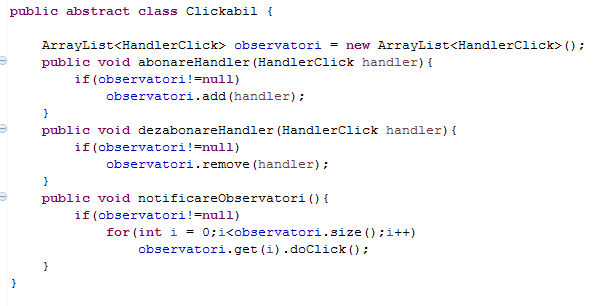 public abstract class Clickabil {
ArrayList<HandlerClick> observatori = new ArrayList<HandlerClick>();
public void abonareHandler(HandlerClick handler){
if(observatori!=null)
observatori.add(handler);
}
public void dezabonareHandler(HandlerClick handler){
if(observatori!=null)
observatori.remove(handler);
}
public void notificareObservatori(){
if(observatori!=null)
for(int i = 0;i<observatori.size();i++)
observatori.get(i).doClick();
}
}